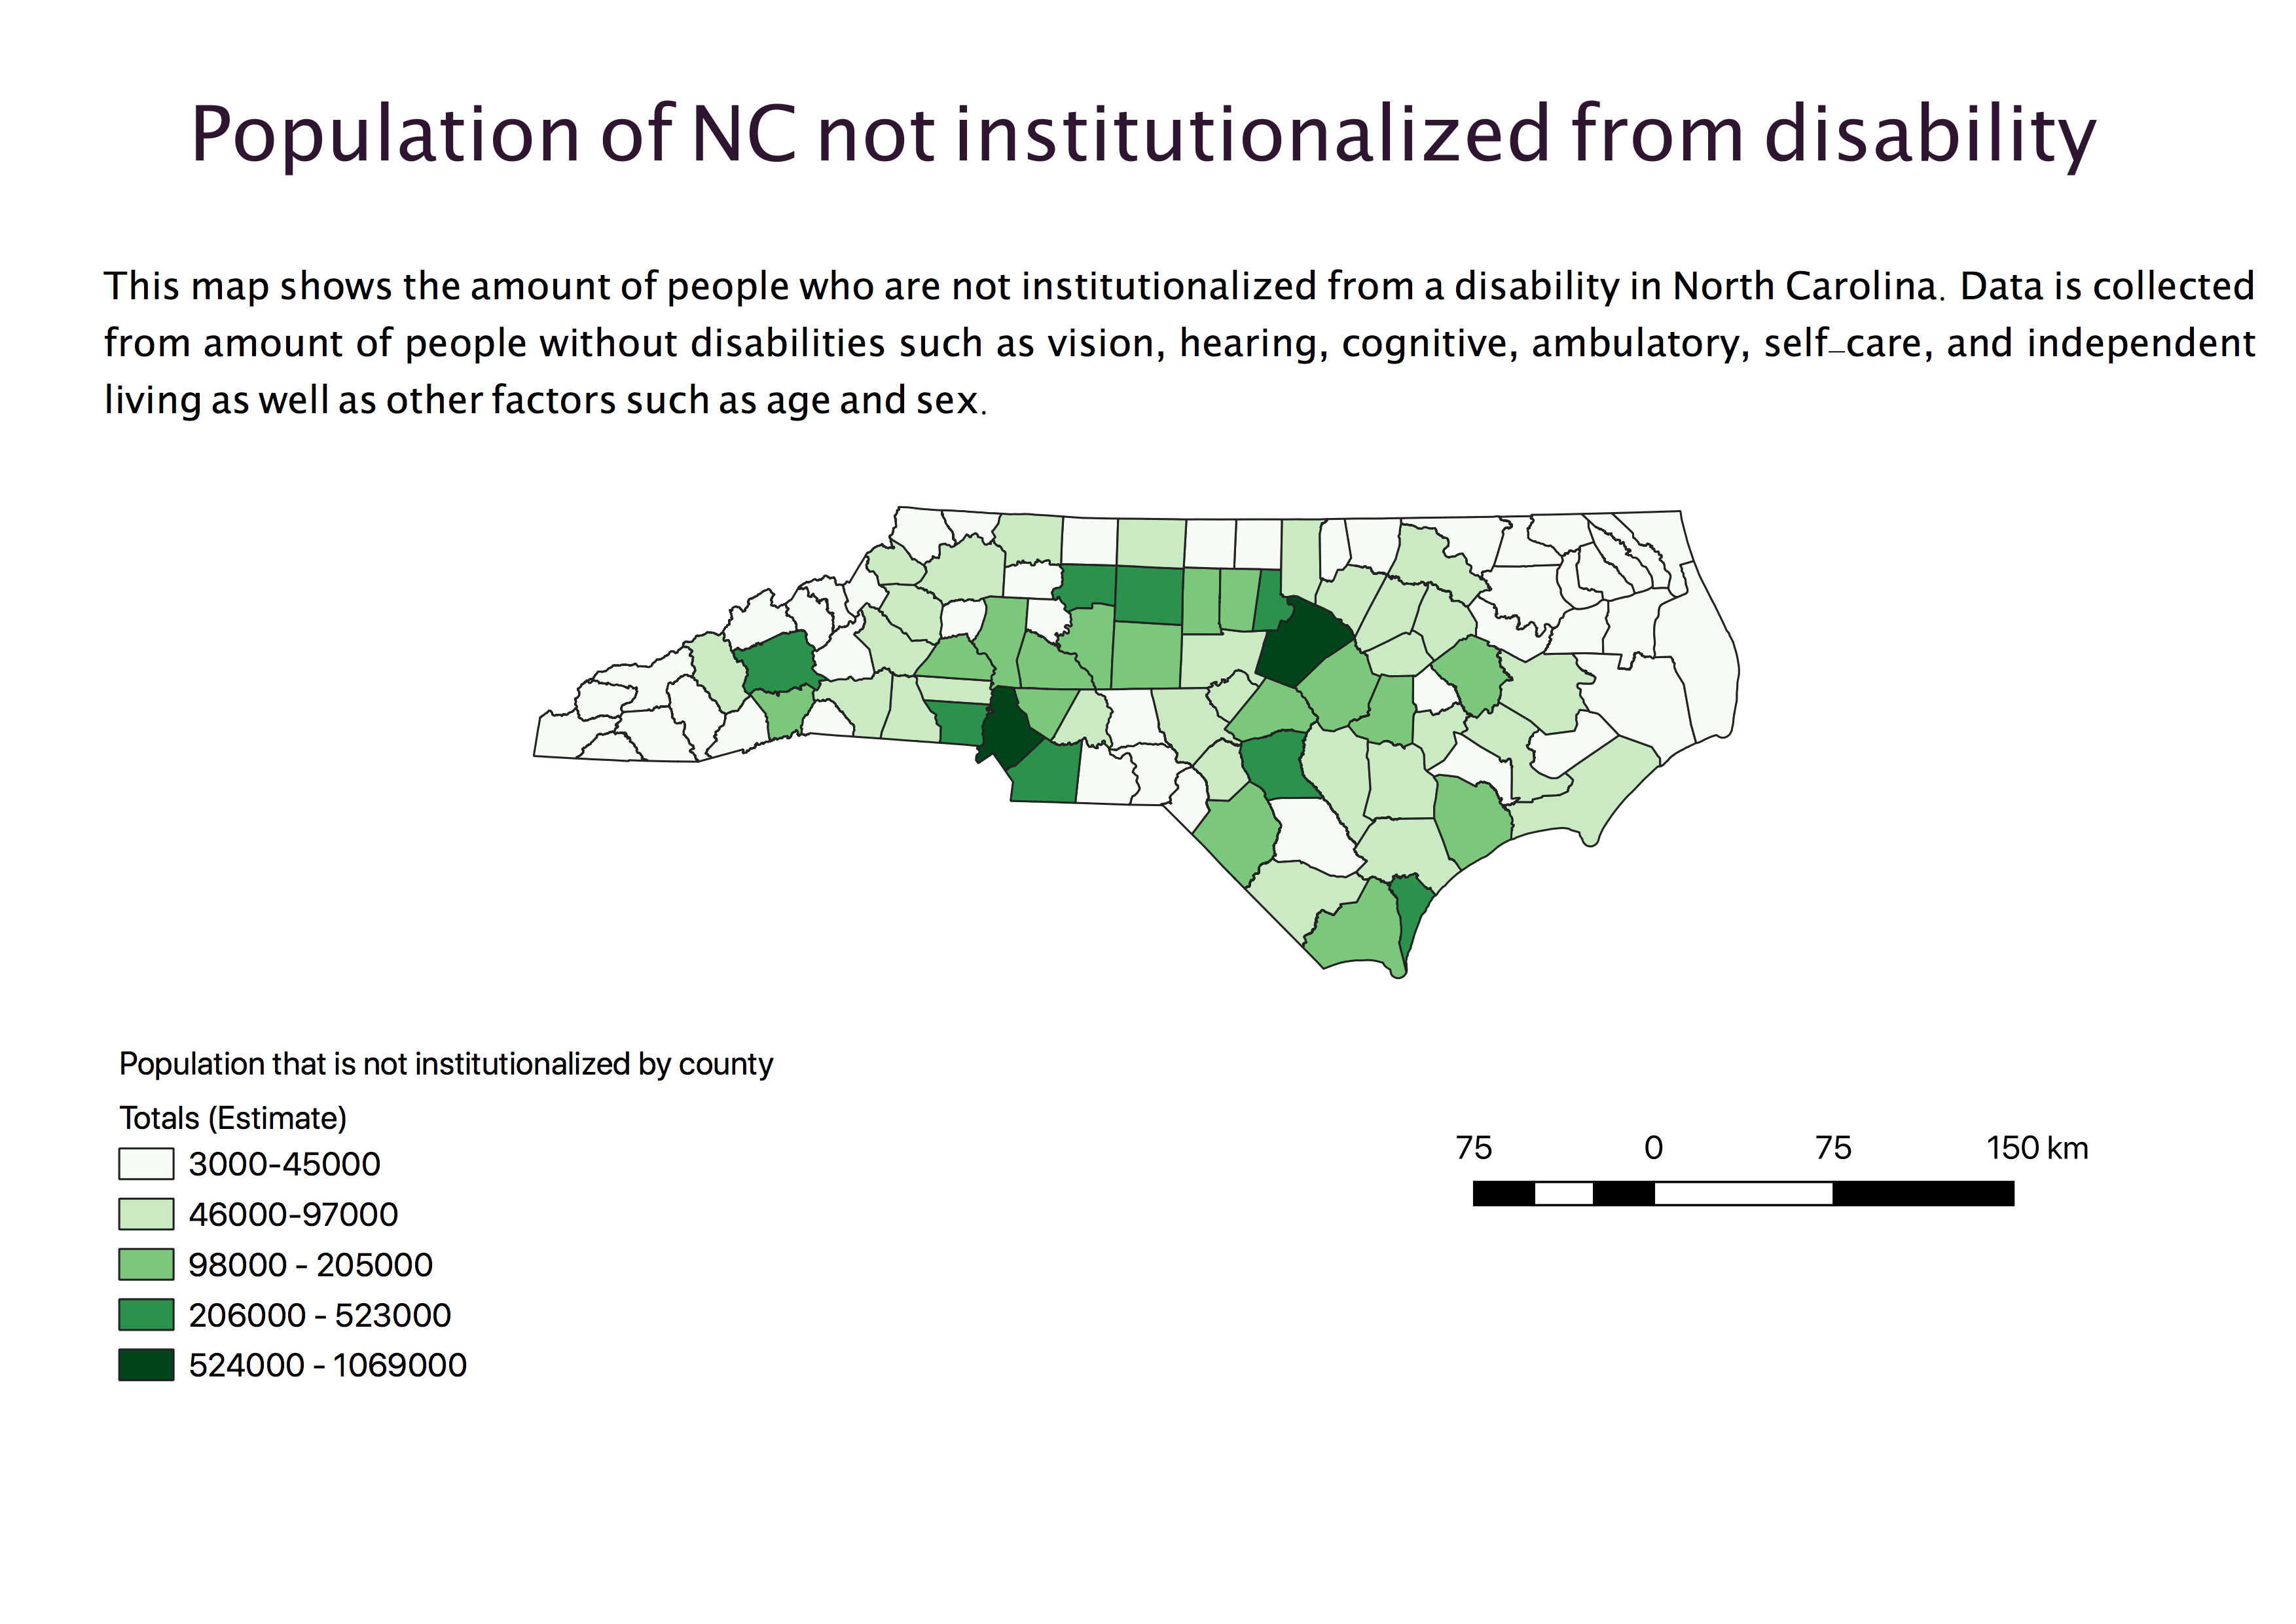 Population of NC not institutionalized from disability
This map shows the amount of people who are not institutionalized from a disability in North Carolina. Data is collected
from amount of people without disabilities such as vision, hearing, cognitive, ambulatory, self-care, and independent
living as well as other factors such as age and sex.
Population that is not institutionalized by county
Totals (Estimate)
3000-45000
46000-97000
98000 - 205000
206000 - 523000
524000 - 1069000
75 0 75 150 km